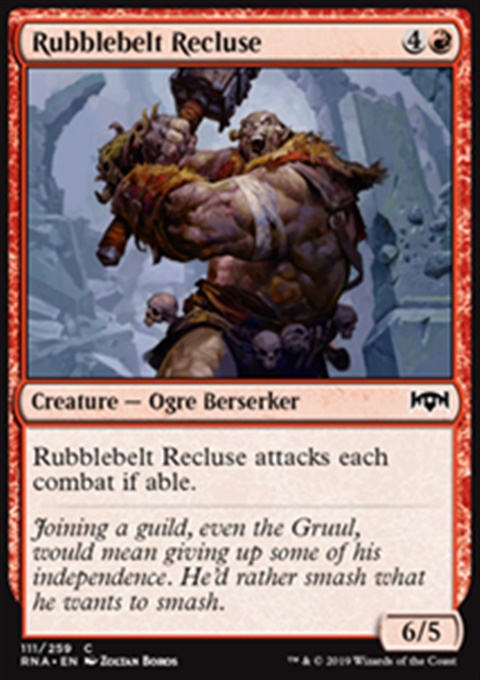 Rubblebelt Recluse 4
Creature — Ogre Berserker
Rubblebelt Recluse attacks each
combat if able.
Joining a guild, even the Gruul,
would mean giving up some of his
independence. He'd rather smash what
he wants to smash.
6/5
111/259 C
RNA • EN Zoltan Boros
™ & © 2019 Wizards of the Coast